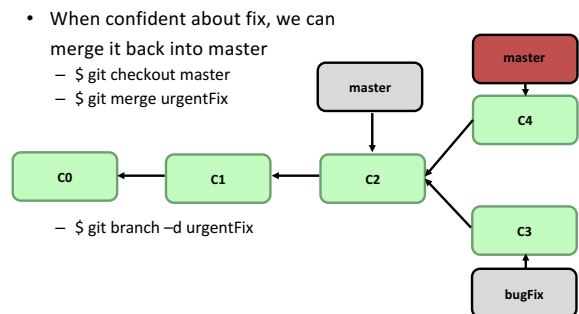 • When confident about fix, we can
merge it back into master
– $ git checkout master
– $ git merge urgentFix
master
master
C4
C0
C1
C2
– $ git branch –d urgentFix
C3
bugFix